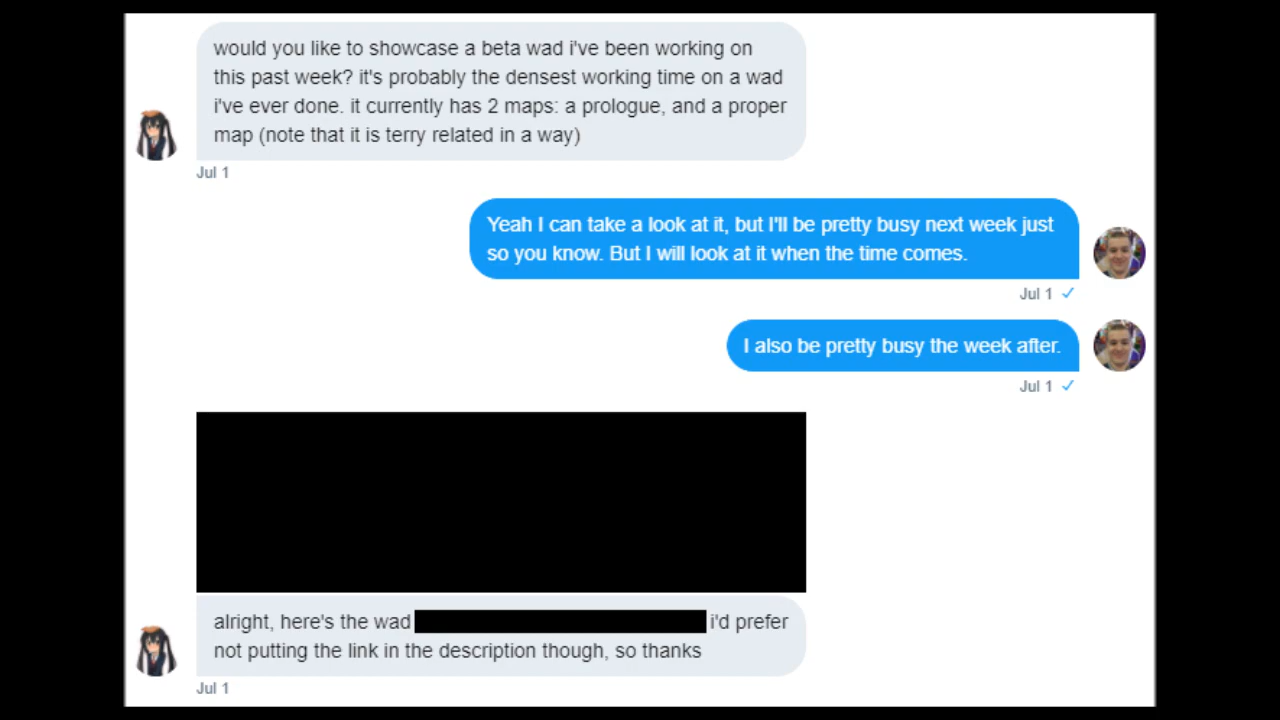 would you like to showcase a beta wad i've been working on
this past week? it's probably the densest working time on a wad
i've ever done. it currently has 2 maps: a prologue, and a proper
map (note that it is terry related in a way)
Jul 1
Yeah I can take a look at it, but I'll be pretty busy next week just
so you know. But I will look at it when the time comes.
Jul 1
I also be pretty busy the week after.
Jul 1
alright, here's the wad i'd prefer
not putting the link in the description though, so thanks
Jul 1